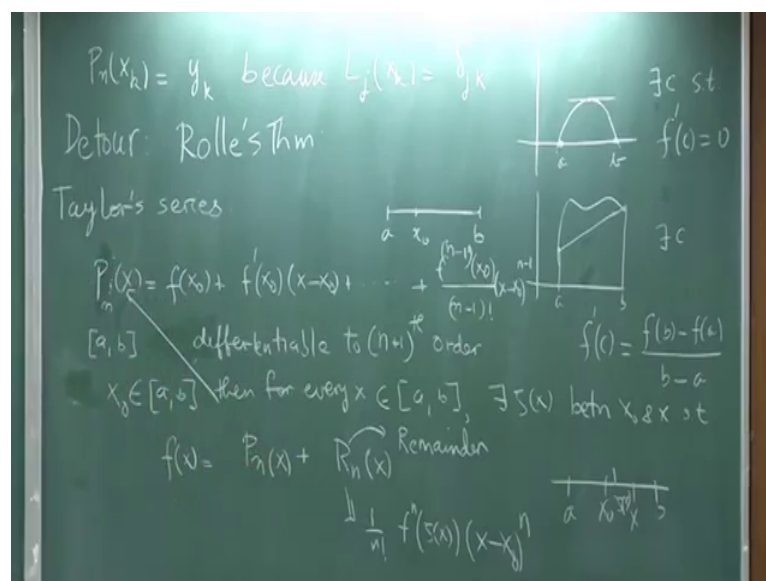 Pₙ(xₖ) = yₖ because Lⱼ(xₖ) = δⱼₖ
∃c s.t.
a b
f'(c) = 0
Detour: Rolle's Thm
Taylor's series
a x₀ b
∃c
a b
Pₙ(x) = f(x₀) + f'(x₀)(x-x₀) + ····· + f⁽ⁿ⁻¹⁾(x₀)/(n-1)! (x-x₀)ⁿ⁻¹
f'(c) = f(b) - f(a) / b - a
[a, b] differentiable to (n+1)ᵗʰ order
x₀ ∈ [a, b] then for every x ∈ [a, b], ∃ ζ(x) betn x₀ & x s.t
f(x) = Pₙ(x) + Rₙ(x) Remainder
a x₀ ζ(x) x b
⇓ 1/n! fⁿ(ζ(x)) (x-x₀)ⁿ